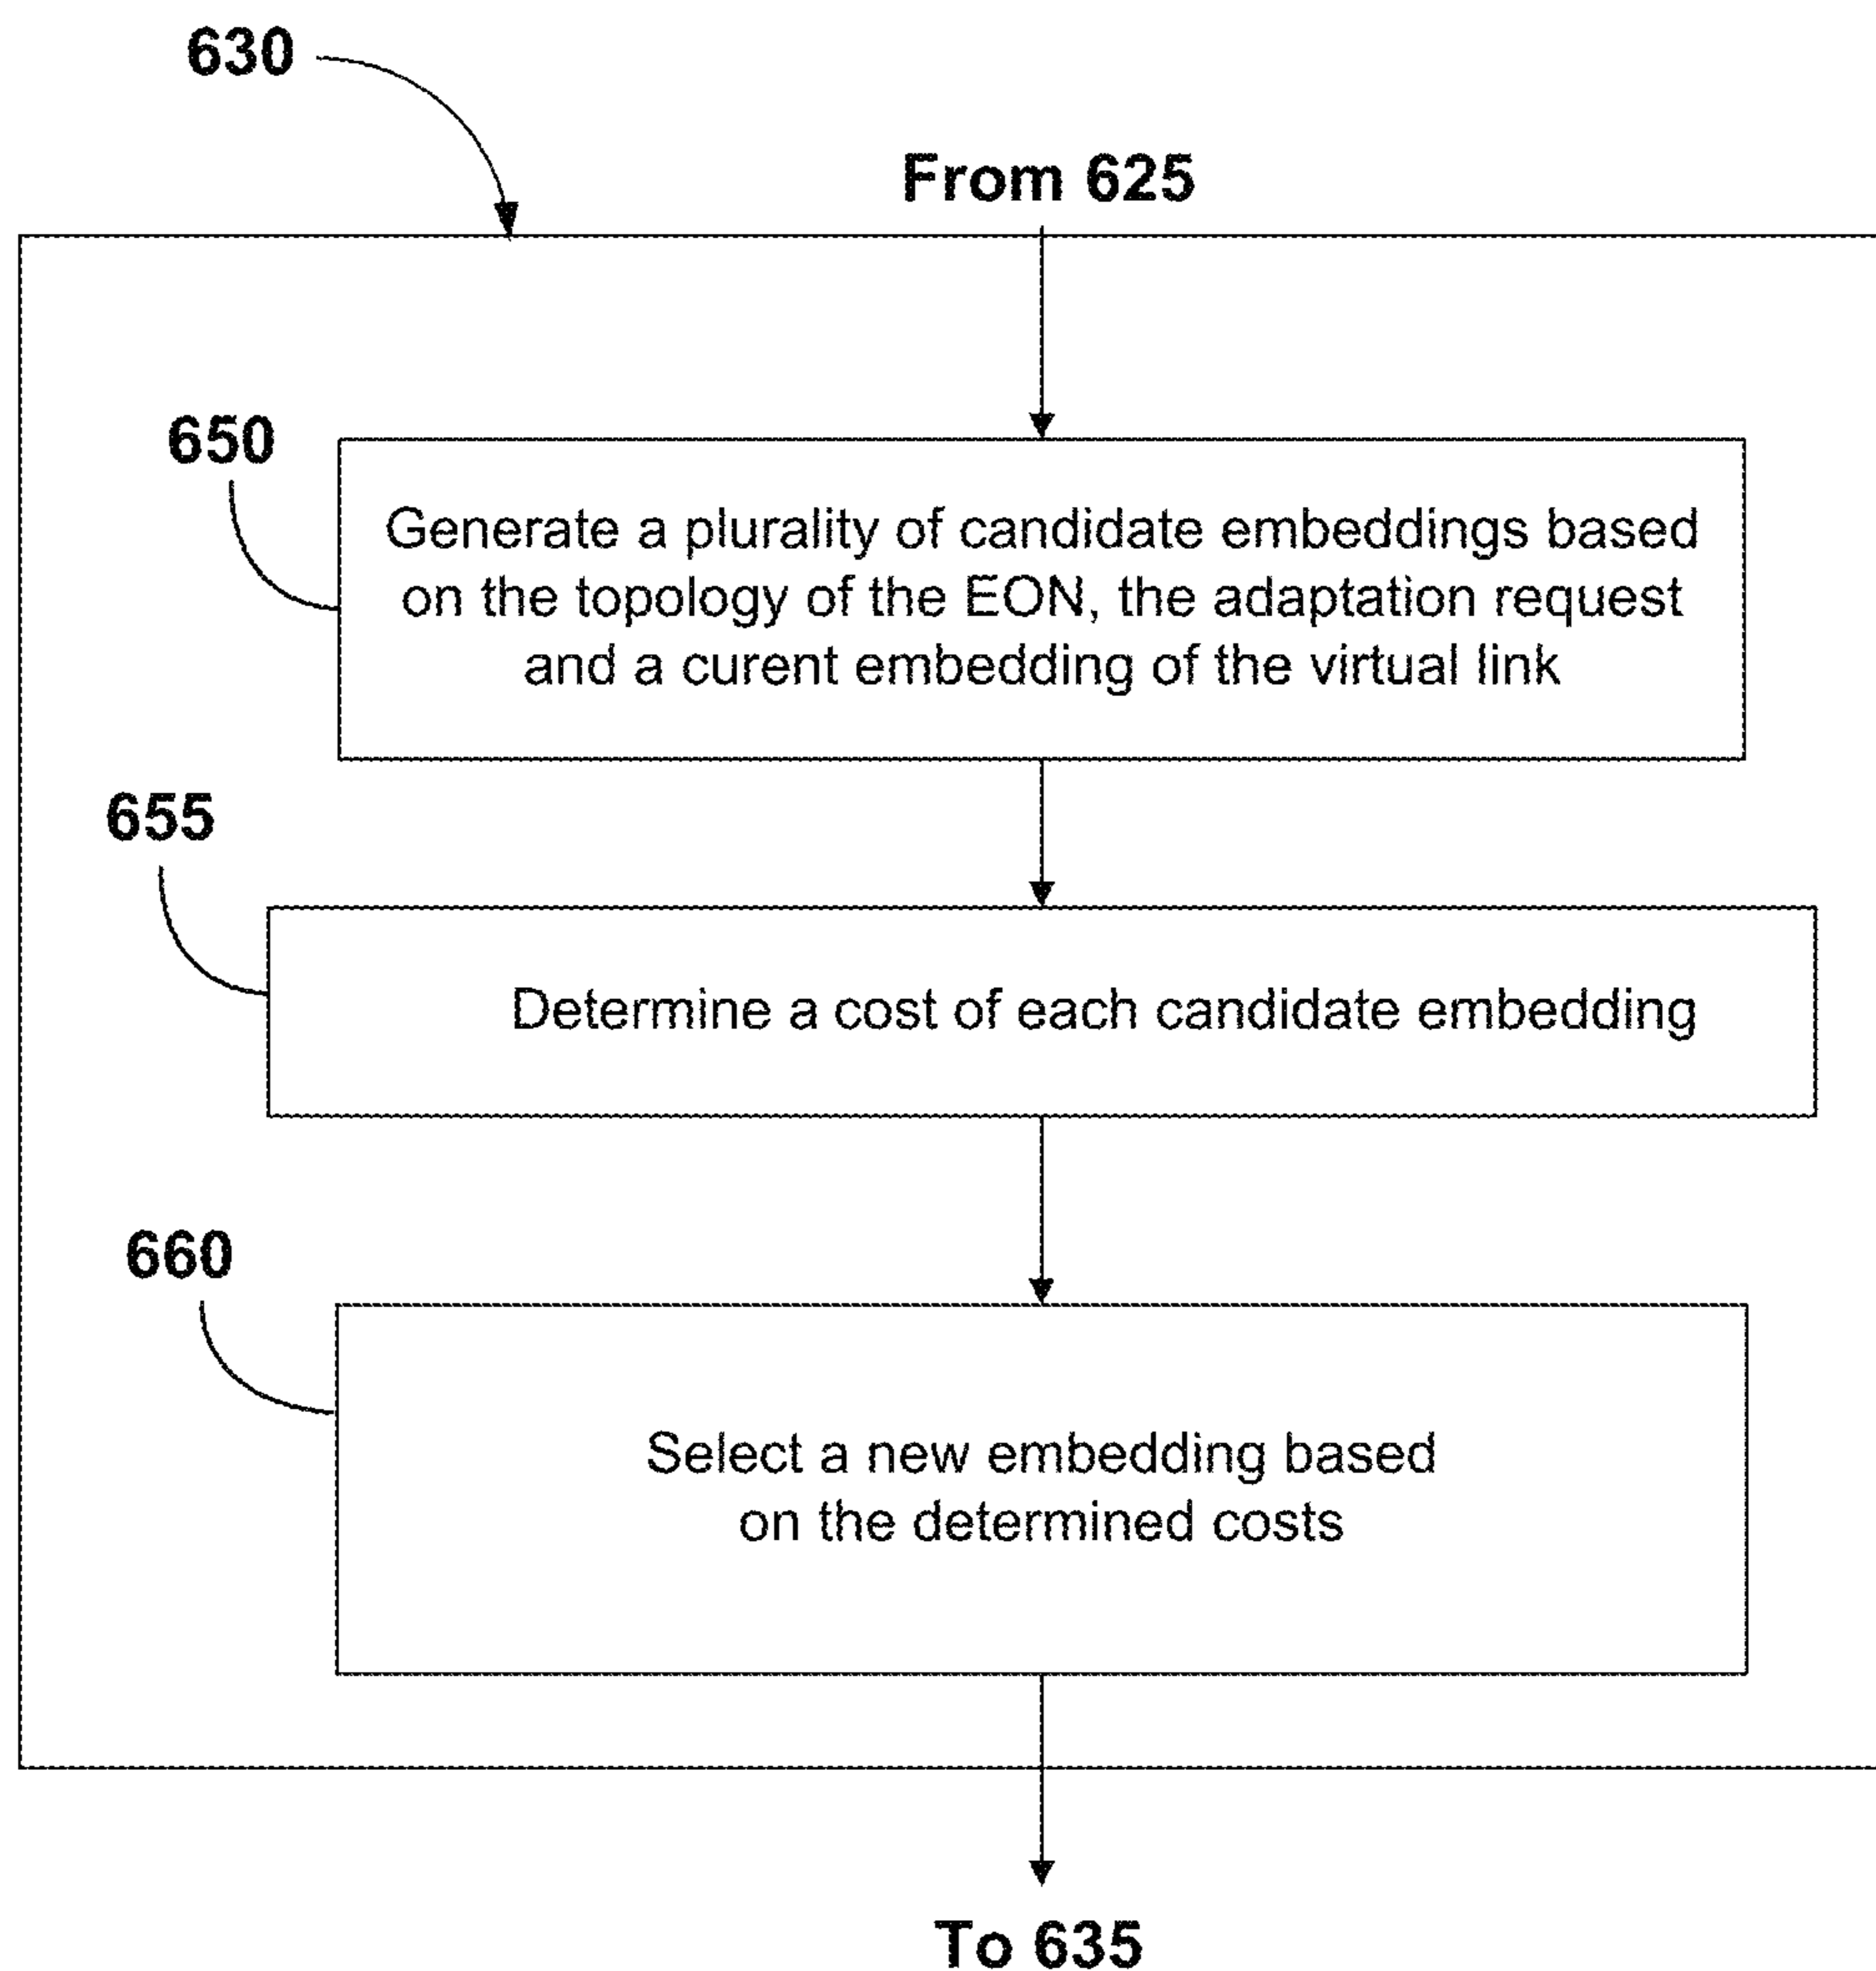 630
From 625
650
Generate a plurality of candidate embeddings based
on the topology of the EON, the adaptation request
and a curent embedding of the virtual link
655
Determine a cost of each candidate embedding
660
Select a new embedding based
on the determined costs
To 635